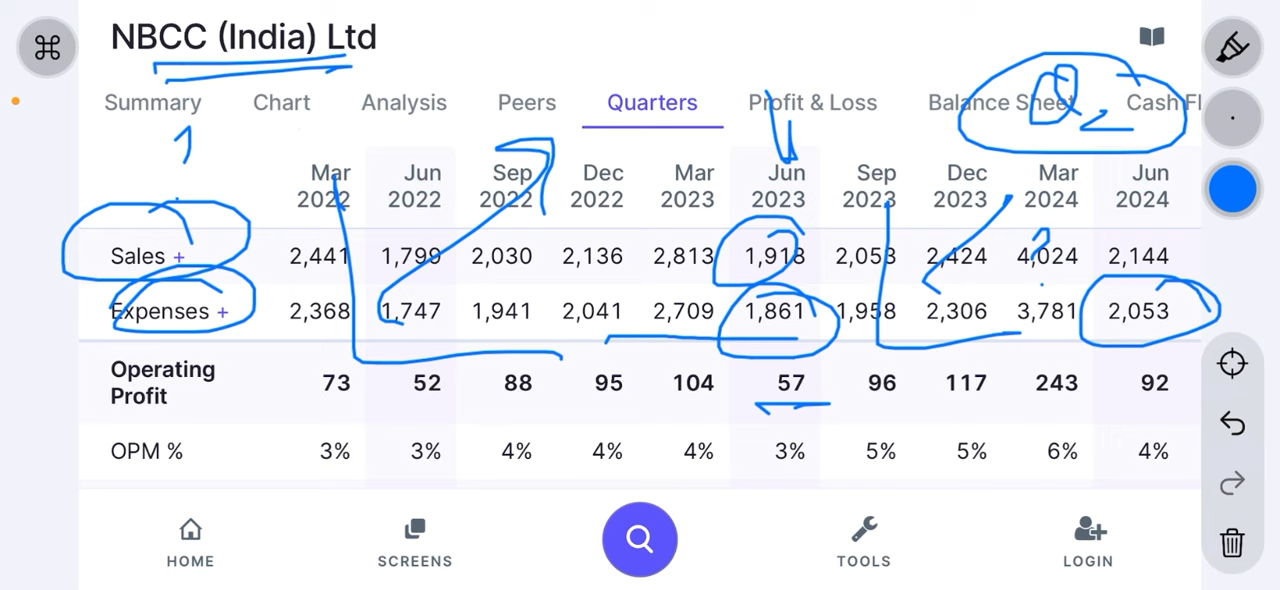 NBCC (India) Ltd
Summary Chart Analysis Peers Quarters Profit & Loss Balance Sheet Cash Fl
Q2
1
Mar 2022 Jun 2022 Sep 2022 Dec 2022 Mar 2023 Jun 2023 Sep 2023 Dec 2023 Mar 2024 Jun 2024
Sales + 2,441 1,799 2,030 2,136 2,813 1,918 2,053 2,424 4,024 2,144
?
Expenses + 2,368 1,747 1,941 2,041 2,709 1,861 1,958 2,306 3,781 2,053
Operating Profit 73 52 88 95 104 57 96 117 243 92
OPM % 3% 3% 4% 4% 4% 3% 5% 5% 6% 4%
HOME SCREENS TOOLS LOGIN